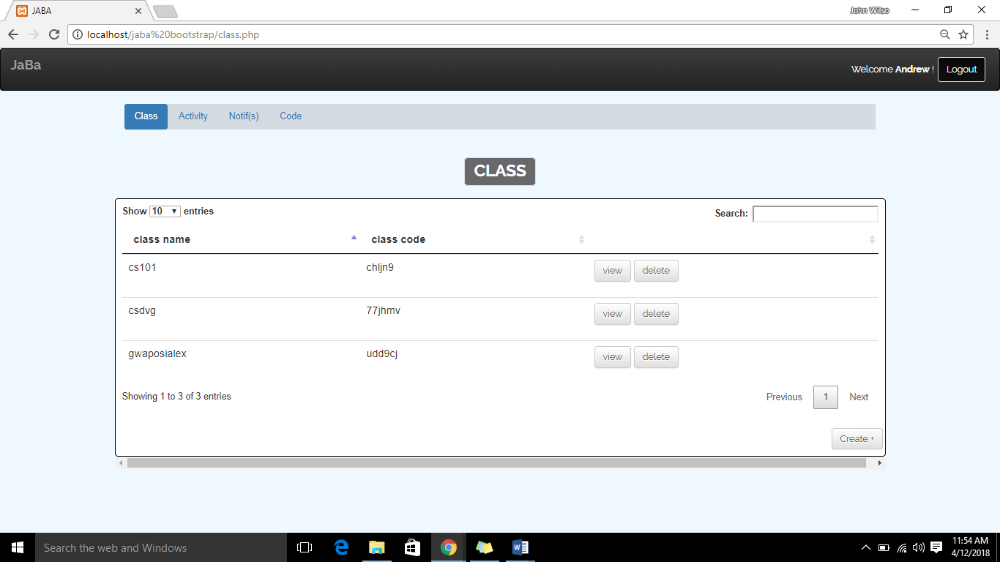 JABA
John Wilso
localhost/jaba%20bootstrap/class.php
JaBa
Welcome Andrew ! Logout
Class Activity Notif(s) Code
CLASS
Show 10 entries Search:
class name class code
cs101 chljn9 view delete
csdvg 77jhmv view delete
gwaposialex udd9cj view delete
Showing 1 to 3 of 3 entries Previous 1 Next
Create +
Search the web and Windows
11:54 AM
4/12/2018